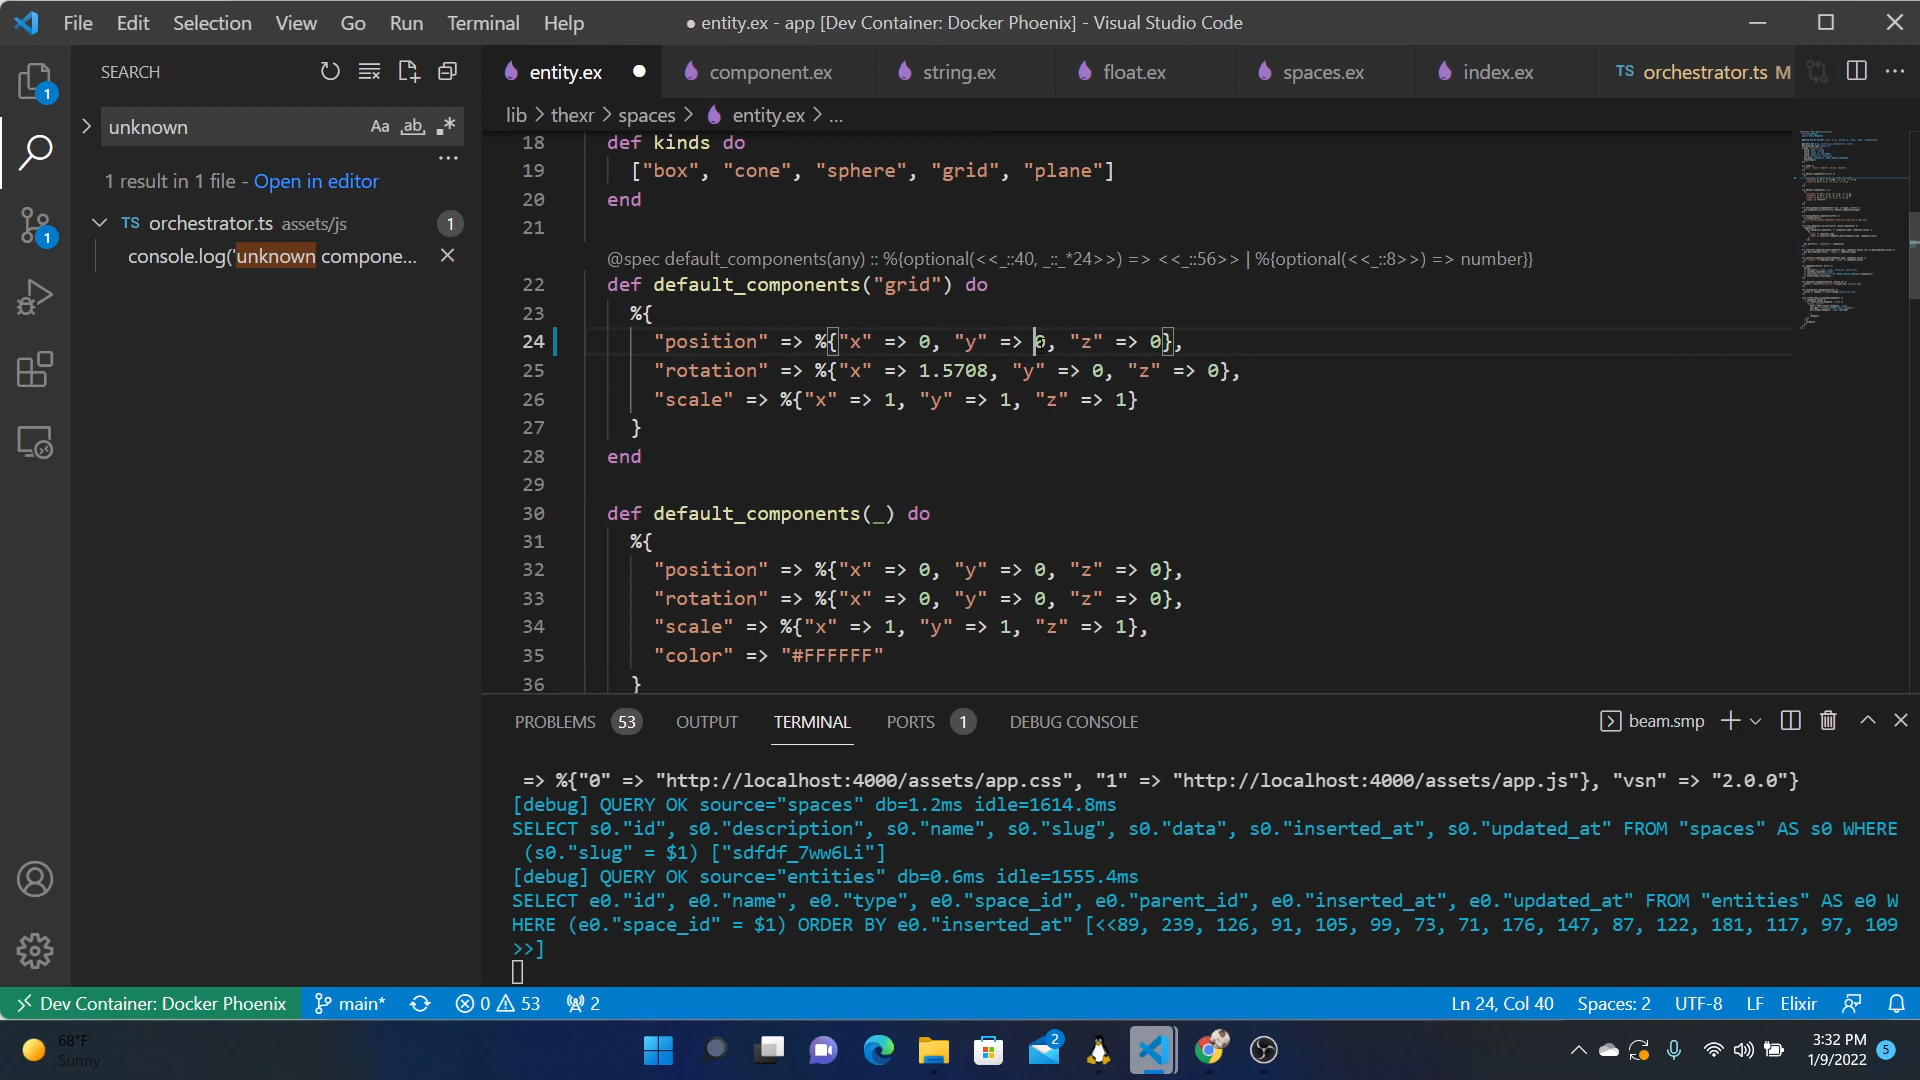 File Edit Selection View Go Run Terminal Help
● entity.ex - app [Dev Container: Docker Phoenix] - Visual Studio Code
SEARCH
entity.ex
component.ex
string.ex
float.ex
spaces.ex
index.ex
TS orchestrator.ts M
1
unknown
Aa ab .*
lib > thexr > spaces > entity.ex > ...
1 result in 1 file - Open in editor
TS orchestrator.ts assets/js 1
console.log('unknown compone...
1
18 def kinds do
19 ["box", "cone", "sphere", "grid", "plane"]
20 end
21
@spec default_components(any) :: %{optional(<<_::40, _::_*24>>) => <<_::56>> | %{optional(<<_::8>>) => number}}
22 def default_components("grid") do
23 %{
24 "position" => %{"x" => 0, "y" => 0, "z" => 0},
25 "rotation" => %{"x" => 1.5708, "y" => 0, "z" => 0},
26 "scale" => %{"x" => 1, "y" => 1, "z" => 1}
27 }
28 end
29
30 def default_components(_) do
31 %{
32 "position" => %{"x" => 0, "y" => 0, "z" => 0},
33 "rotation" => %{"x" => 0, "y" => 0, "z" => 0},
34 "scale" => %{"x" => 1, "y" => 1, "z" => 1},
35 "color" => "#FFFFFF"
36 }
PROBLEMS 53 OUTPUT TERMINAL PORTS 1 DEBUG CONSOLE
beam.smp
=> %{"0" => "http://localhost:4000/assets/app.css", "1" => "http://localhost:4000/assets/app.js"}, "vsn" => "2.0.0"}
[debug] QUERY OK source="spaces" db=1.2ms idle=1614.8ms
SELECT s0."id", s0."description", s0."name", s0."slug", s0."data", s0."inserted_at", s0."updated_at" FROM "spaces" AS s0 WHERE
(s0."slug" = $1) ["sdfdf_7ww6Li"]
[debug] QUERY OK source="entities" db=0.6ms idle=1555.4ms
SELECT e0."id", e0."name", e0."type", e0."space_id", e0."parent_id", e0."inserted_at", e0."updated_at" FROM "entities" AS e0 W
HERE (e0."space_id" = $1) ORDER BY e0."inserted_at" [<<89, 239, 126, 91, 105, 99, 73, 71, 176, 147, 87, 122, 181, 117, 97, 109
>>]
Dev Container: Docker Phoenix
main*
0 53
2
Ln 24, Col 40 Spaces: 2 UTF-8 LF Elixir
68°F
Sunny
2
3:32 PM
1/9/2022
5